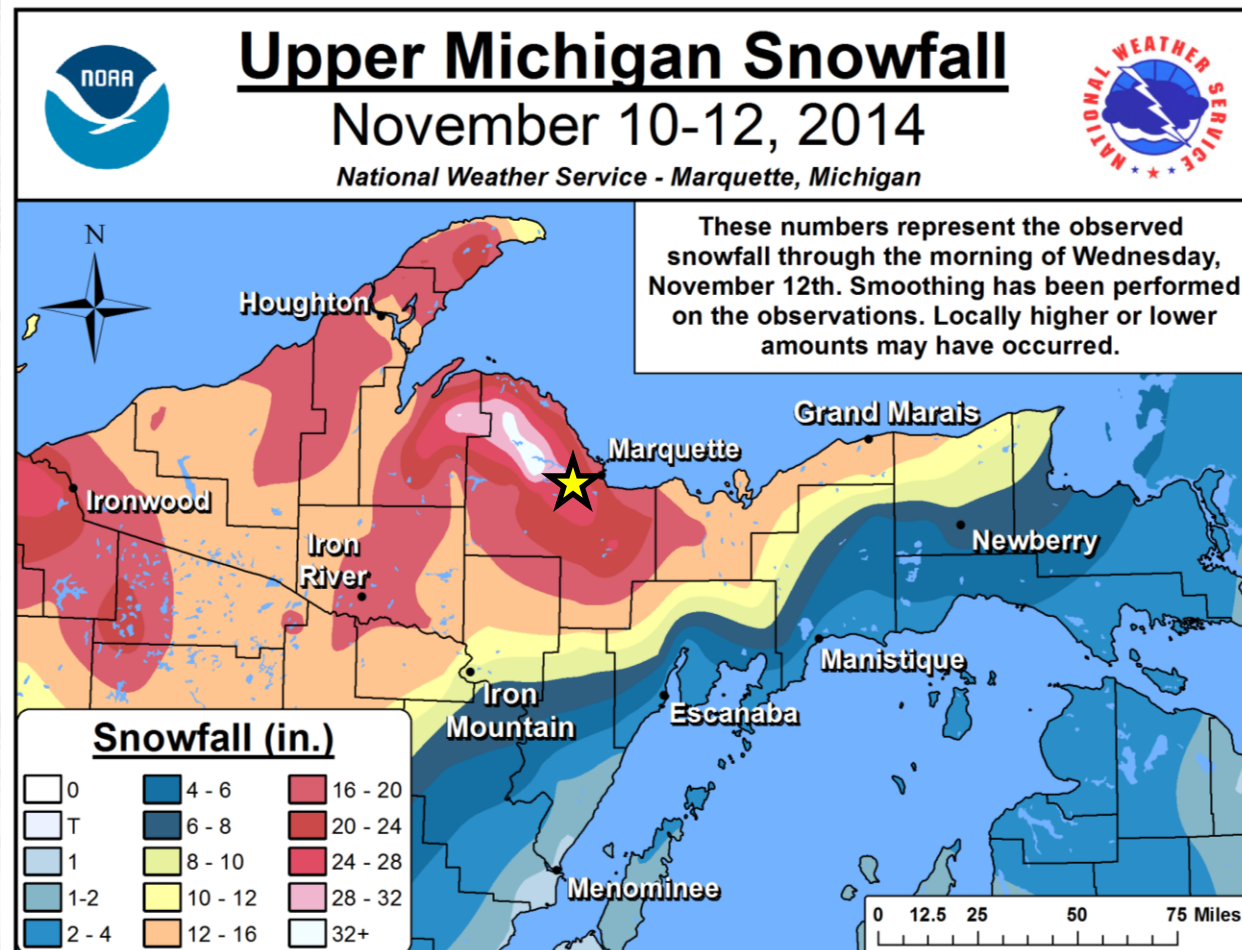 NOAA
Upper Michigan Snowfall
November 10-12, 2014
National Weather Service - Marquette, Michigan
NATIONAL WEATHER SERVICE
These numbers represent the observed
snowfall through the morning of Wednesday,
November 12th. Smoothing has been performed
on the observations. Locally higher or lower
amounts may have occurred.
N
Houghton
Grand Marais
Marquette
Ironwood
Iron
River
Newberry
Manistique
Iron
Mountain
Escanaba
Menominee
Snowfall (in.)
0
T
1
1-2
2 - 4
4 - 6
6 - 8
8 - 10
10 - 12
12 - 16
16 - 20
20 - 24
24 - 28
28 - 32
32+
0 12.5 25 50 75 Miles